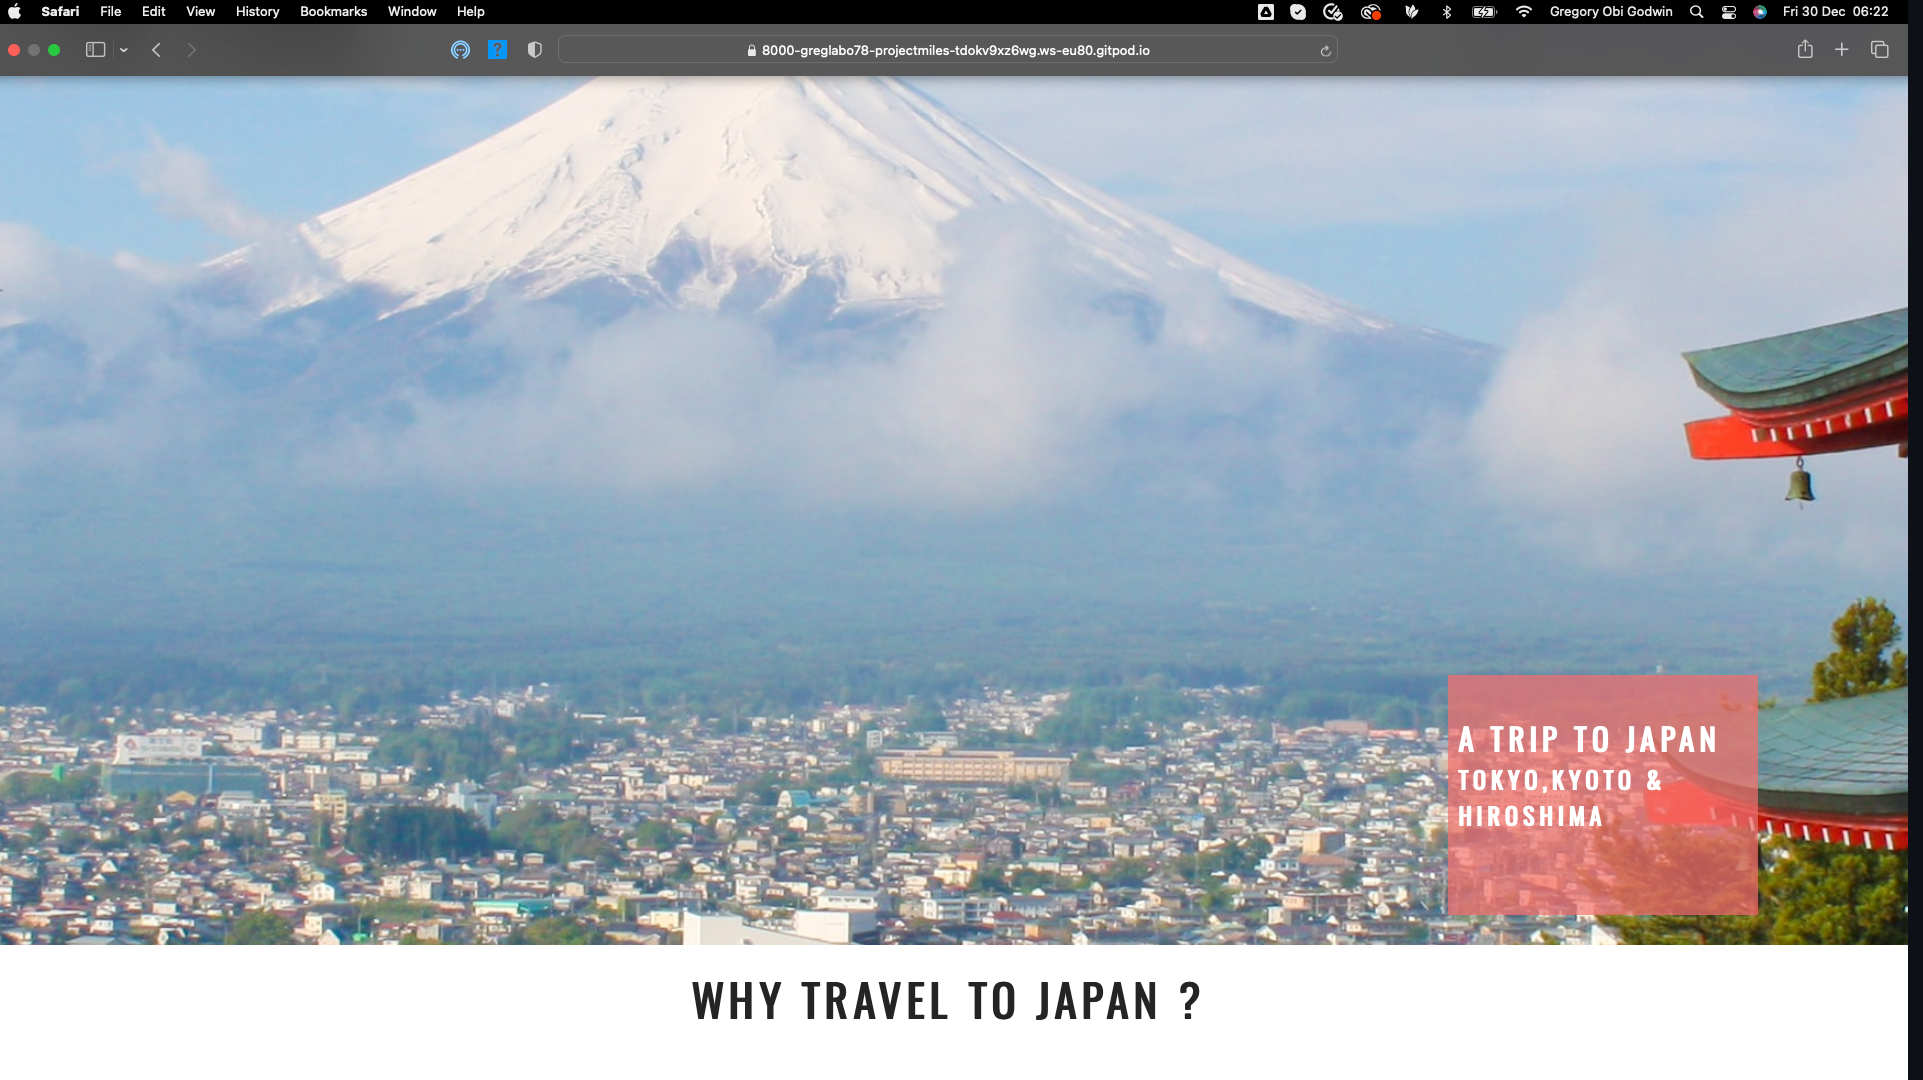 Safari File Edit View History Bookmarks Window Help Gregory Obi Godwin Fri 30 Dec 06:22
8000-greglabo78-projectmiles-tdokv9xz6wg.ws-eu80.gitpod.io
A TRIP TO JAPAN
TOKYO,KYOTO &
HIROSHIMA
WHY TRAVEL TO JAPAN ?